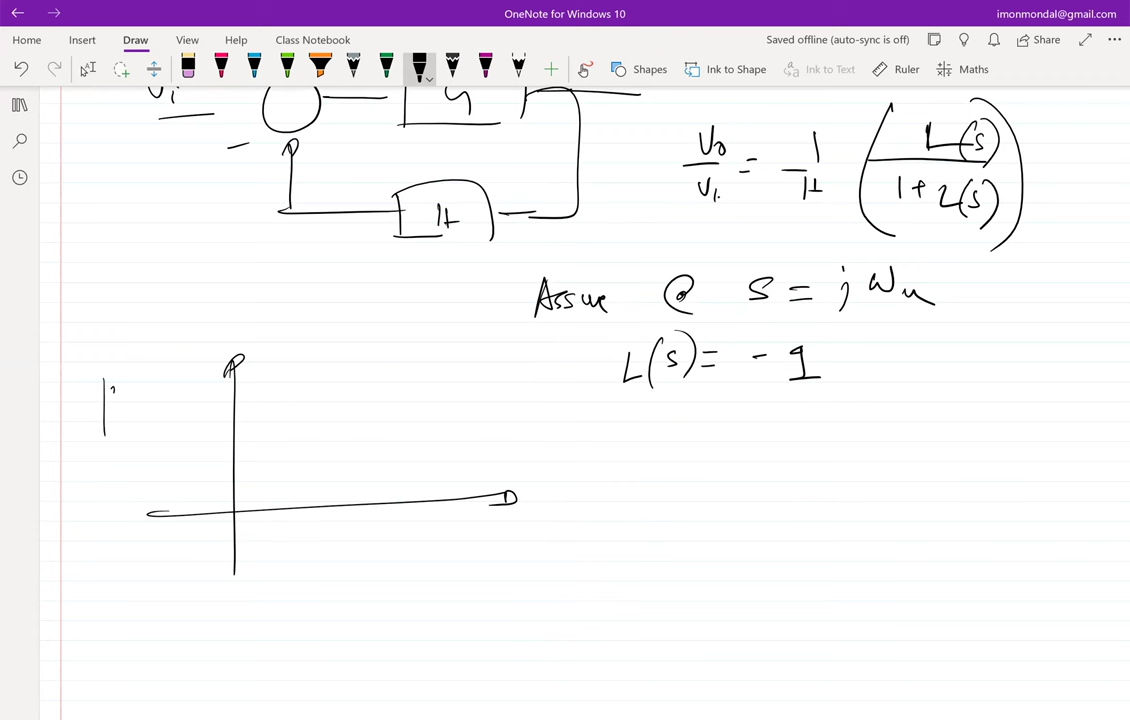 OneNote for Windows 10
imonmondal@gmail.com
Home Insert Draw View Help Class Notebook
Saved offline (auto-sync is off) Share
Shapes Ink to Shape Ink to Text Ruler Maths
Vi
G
H
Vo/Vi = 1/H ( L(s) / 1 + L(s) )
Assume @ s = jωu
L(s) = - 1